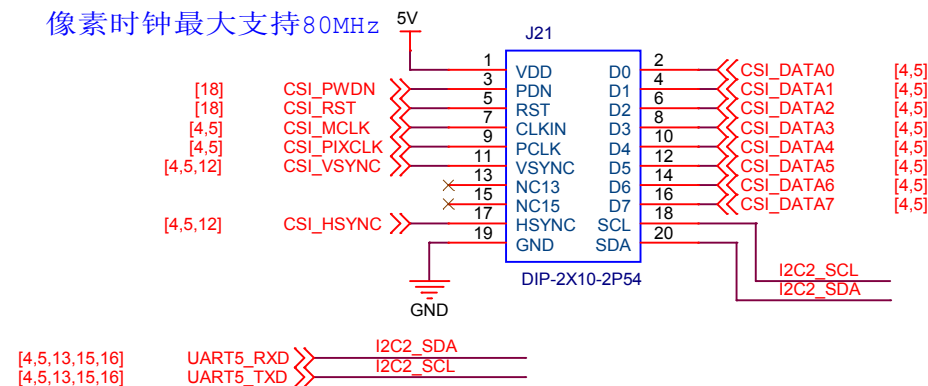 像素时钟最大支持80MHz 5V
J21
1 VDD D0 2 CSI_DATA0 [4,5]
[18] CSI_PWDN 3 PDN D1 4 CSI_DATA1 [4,5]
[18] CSI_RST 5 RST D2 6 CSI_DATA2 [4,5]
[4,5] CSI_MCLK 7 CLKIN D3 8 CSI_DATA3 [4,5]
[4,5] CSI_PIXCLK 9 PCLK D4 10 CSI_DATA4 [4,5]
[4,5,12] CSI_VSYNC 11 VSYNC D5 12 CSI_DATA5 [4,5]
13 NC13 D6 14 CSI_DATA6 [4,5]
15 NC15 D7 16 CSI_DATA7 [4,5]
[4,5,12] CSI_HSYNC 17 HSYNC SCL 18
19 GND SDA 20
I2C2_SCL
I2C2_SDA
DIP-2X10-2P54
GND
[4,5,13,15,16] UART5_RXD I2C2_SDA
[4,5,13,15,16] UART5_TXD I2C2_SCL